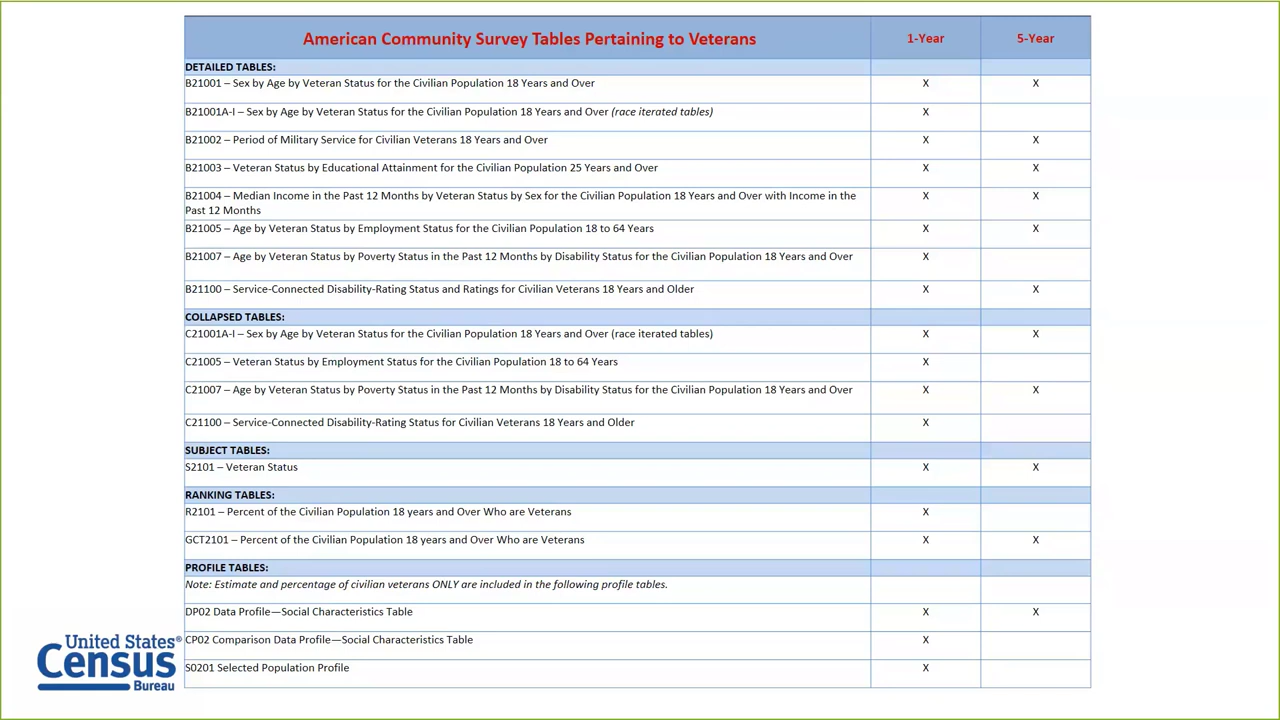 American Community Survey Tables Pertaining to Veterans 1-Year 5-Year
DETAILED TABLES:
B21001 – Sex by Age by Veteran Status for the Civilian Population 18 Years and Over X X
B21001A-I – Sex by Age by Veteran Status for the Civilian Population 18 Years and Over (race iterated tables) X
B21002 – Period of Military Service for Civilian Veterans 18 Years and Over X X
B21003 – Veteran Status by Educational Attainment for the Civilian Population 25 Years and Over X X
B21004 – Median Income in the Past 12 Months by Veteran Status by Sex for the Civilian Population 18 Years and Over with Income in the X X
Past 12 Months
B21005 – Age by Veteran Status by Employment Status for the Civilian Population 18 to 64 Years X X
B21007 – Age by Veteran Status by Poverty Status in the Past 12 Months by Disability Status for the Civilian Population 18 Years and Over X
B21100 – Service-Connected Disability-Rating Status and Ratings for Civilian Veterans 18 Years and Older X X
COLLAPSED TABLES:
C21001A-I – Sex by Age by Veteran Status for the Civilian Population 18 Years and Over (race iterated tables) X X
C21005 – Veteran Status by Employment Status for the Civilian Population 18 to 64 Years X
C21007 – Age by Veteran Status by Poverty Status in the Past 12 Months by Disability Status for the Civilian Population 18 Years and Over X X
C21100 – Service-Connected Disability-Rating Status for Civilian Veterans 18 Years and Older X
SUBJECT TABLES:
S2101 – Veteran Status X X
RANKING TABLES:
R2101 – Percent of the Civilian Population 18 years and Over Who are Veterans X
GCT2101 – Percent of the Civilian Population 18 years and Over Who are Veterans X X
PROFILE TABLES:
Note: Estimate and percentage of civilian veterans ONLY are included in the following profile tables.
DP02 Data Profile—Social Characteristics Table X X
CP02 Comparison Data Profile—Social Characteristics Table X
S0201 Selected Population Profile X
United States®
Census
Bureau